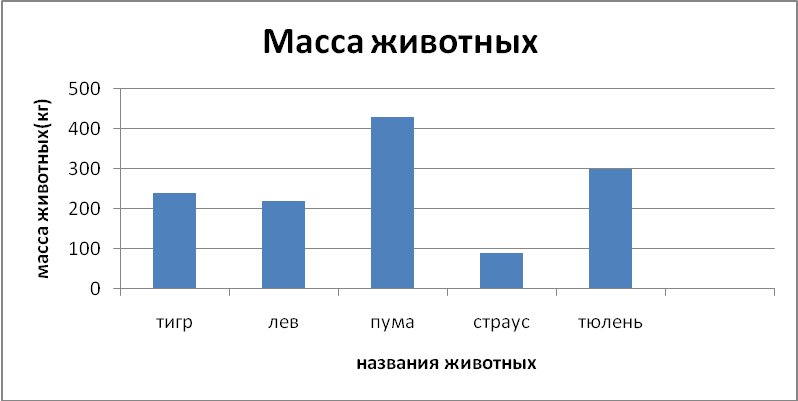 Масса животных
масса животных(кг)
500
400
300
200
100
0
тигр лев пума страус тюлень
названия животных